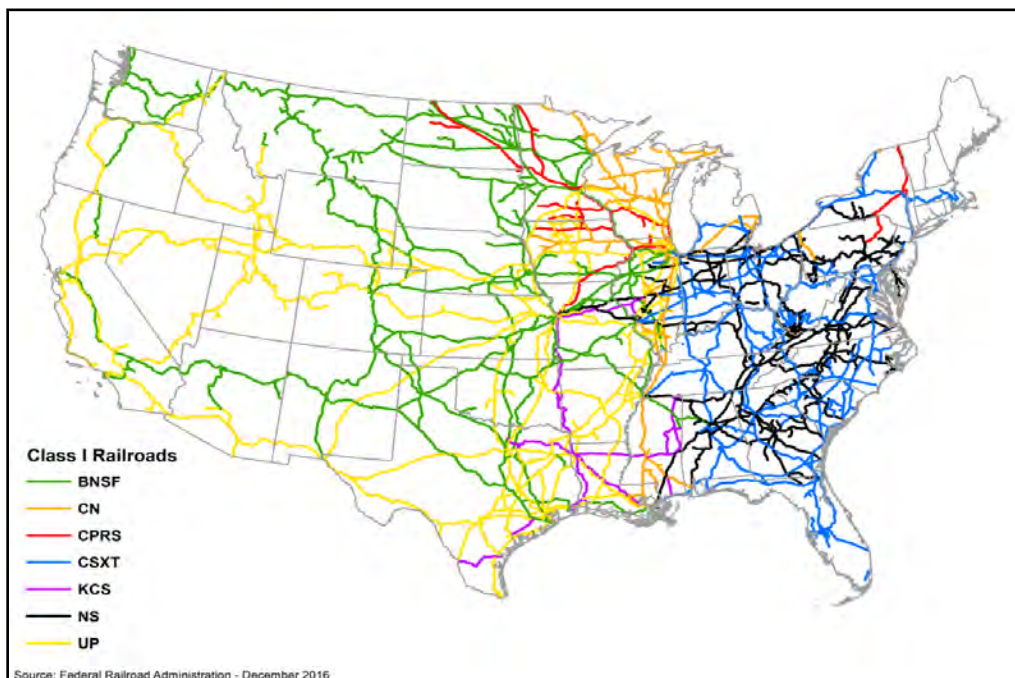 Class I Railroads
BNSF
CN
CPRS
CSXT
KCS
NS
UP
Source: Federal Railroad Administration - December 2016